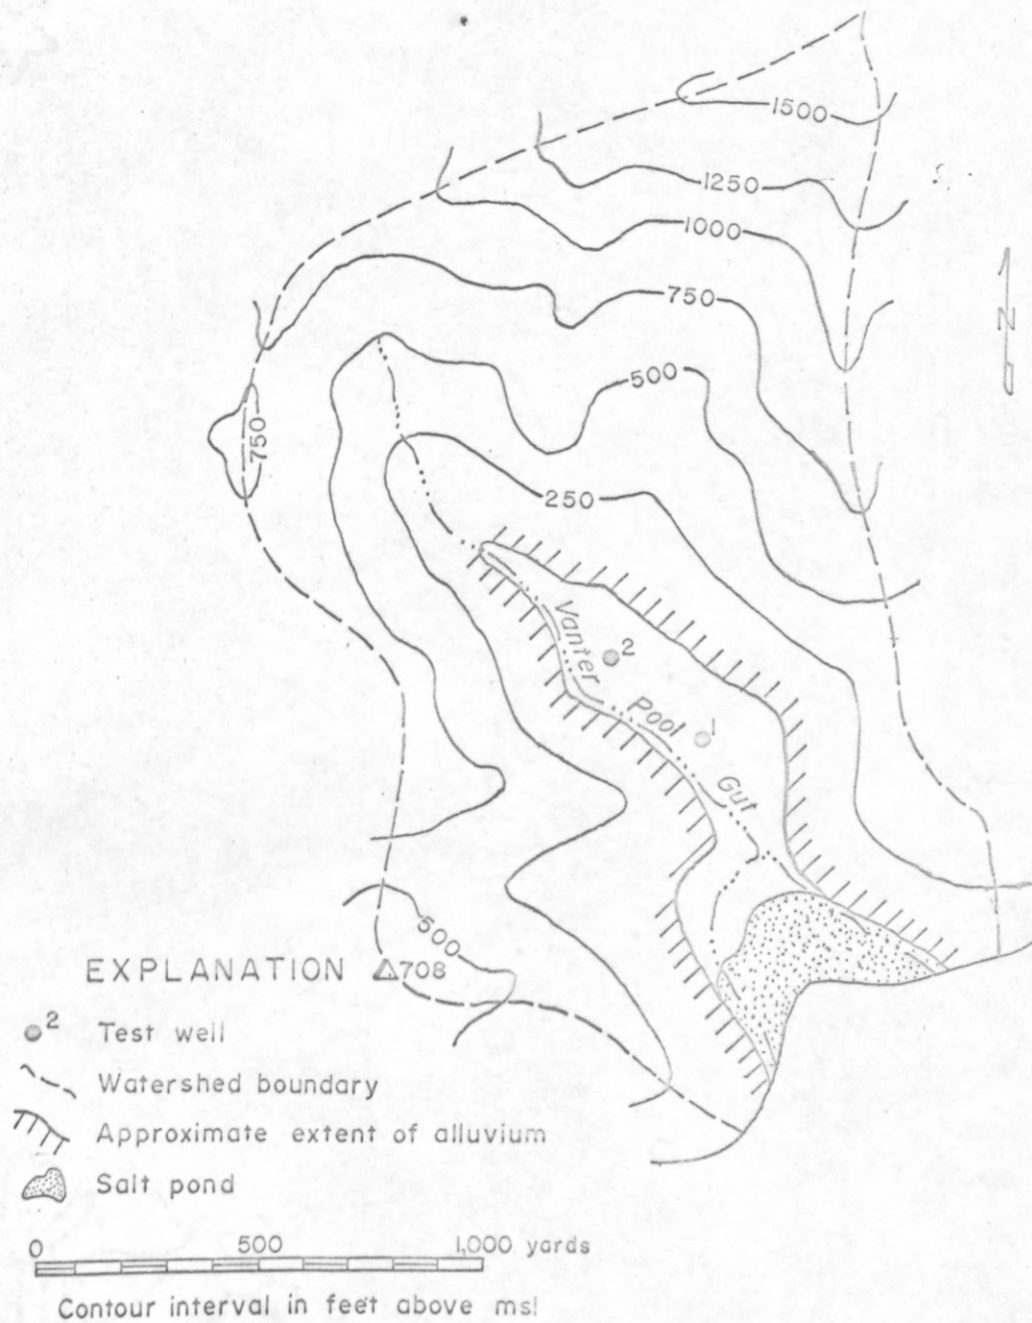 1500
1250
1000
750
N
500
750
250
Vanter
2
Pool
1
Gut
500
EXPLANATION
708
2
Test well
Watershed boundary
Approximate extent of alluvium
Salt pond
0 500 1,000 yards
Contour interval in feet above msl